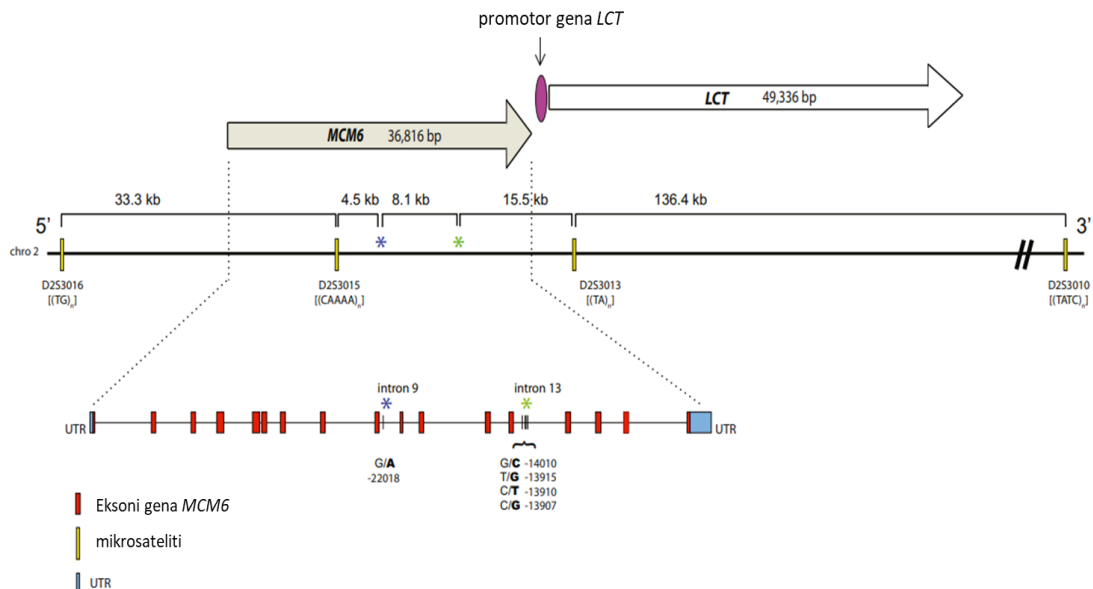 promotor gena LCT
LCT 49,336 bp
MCM6 36,816 bp
33.3 kb 4.5 kb 8.1 kb 15.5 kb 136.4 kb
5' 3'
* *
chro 2
D2S3016 D2S3015 D2S3013 D2S3010
[(TG)n] [(CAAAA)n] [(TA)n] [(TATC)n]
intron 9 intron 13
* *
UTR UTR
G/A
-22018
G/C -14010
T/G -13915
C/T -13910
C/G -13907
Eksoni gena MCM6
mikrosateliti
UTR